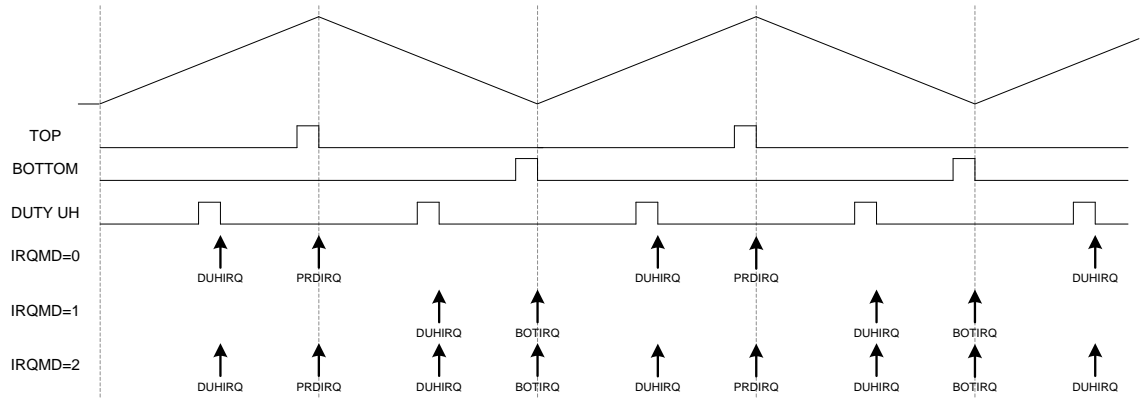 TOP
BOTTOM
DUTY UH
IRQMD=0
DUHIRQ PRDIRQ DUHIRQ PRDIRQ DUHIRQ
IRQMD=1
DUHIRQ BOTIRQ DUHIRQ BOTIRQ
IRQMD=2
DUHIRQ PRDIRQ DUHIRQ BOTIRQ DUHIRQ PRDIRQ DUHIRQ BOTIRQ DUHIRQ